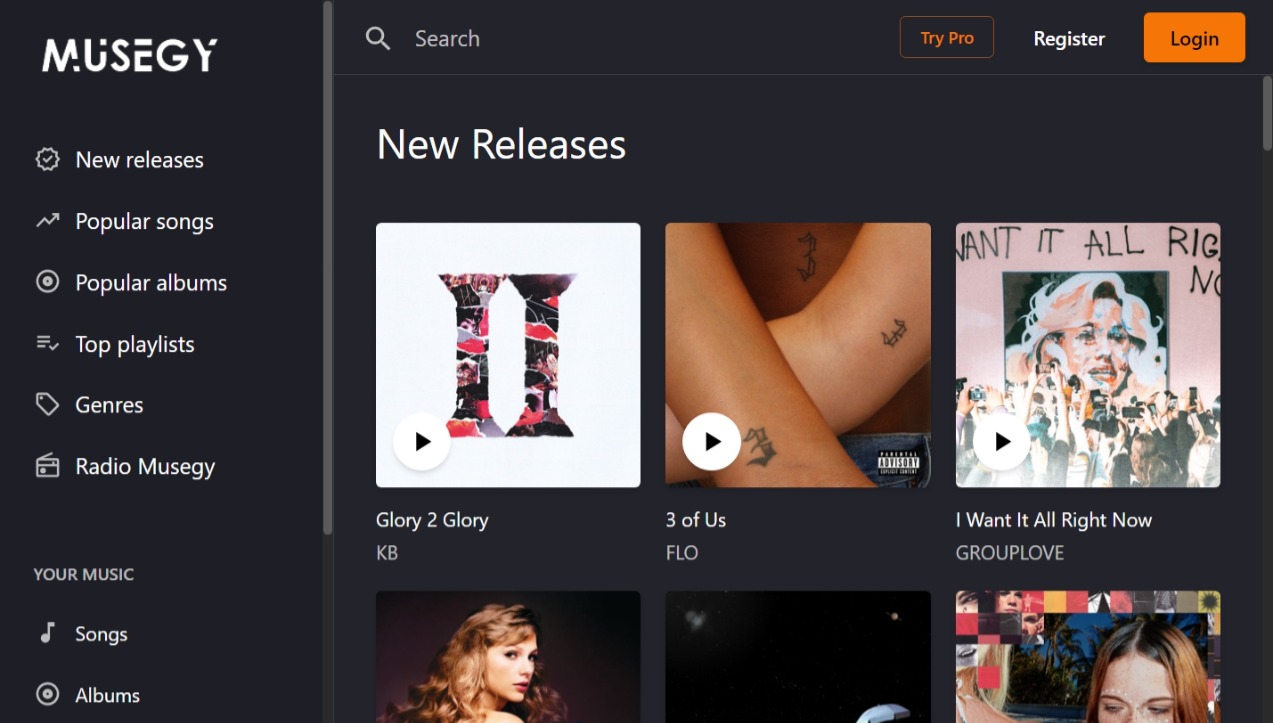 MUSEGY
Search
Try Pro
Register
Login
New releases
Popular songs
Popular albums
Top playlists
Genres
Radio Musegy
YOUR MUSIC
Songs
Albums
New Releases
II
PARENTAL
ADVISORY
EXPLICIT CONTENT
WANT IT ALL RIG
NO
Glory 2 Glory
KB
3 of Us
FLO
I Want It All Right Now
GROUPLOVE